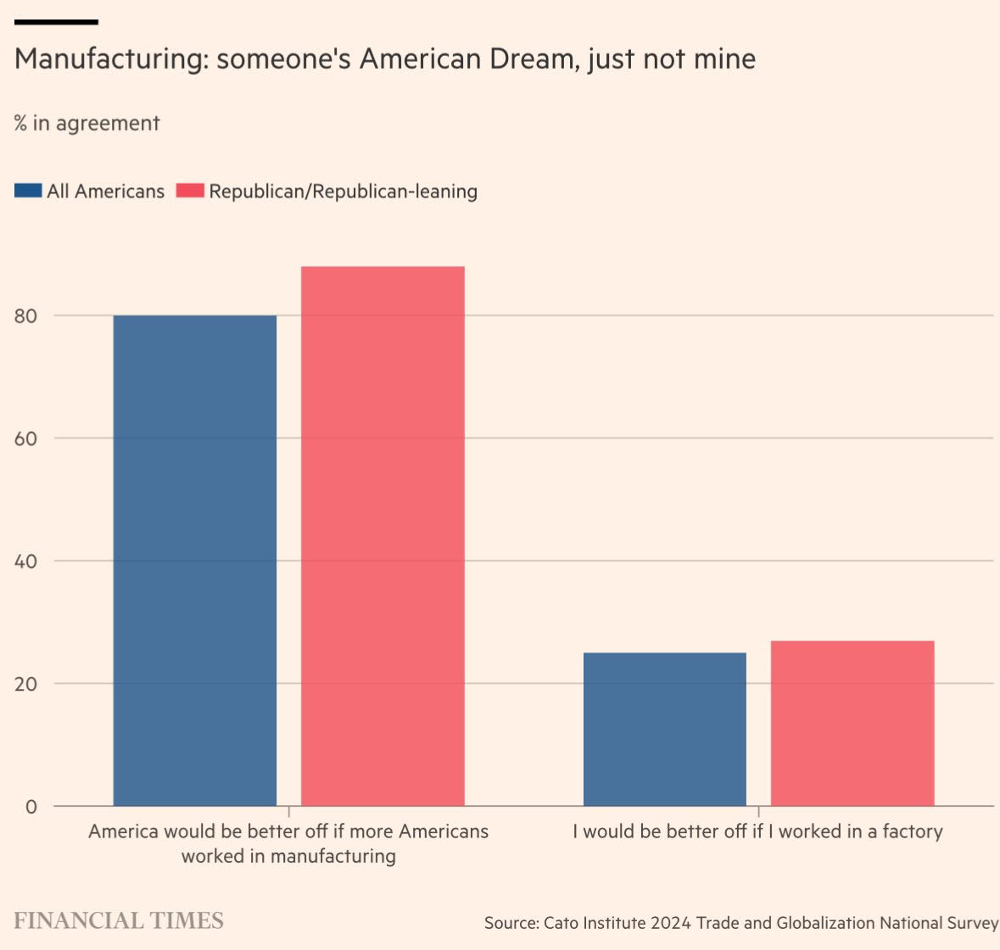 Manufacturing: someone's American Dream, just not mine
% in agreement
All Americans Republican/Republican-leaning
80
60
40
20
0
America would be better off if more Americans
worked in manufacturing
I would be better off if I worked in a factory
FINANCIAL TIMES
Source: Cato Institute 2024 Trade and Globalization National Survey